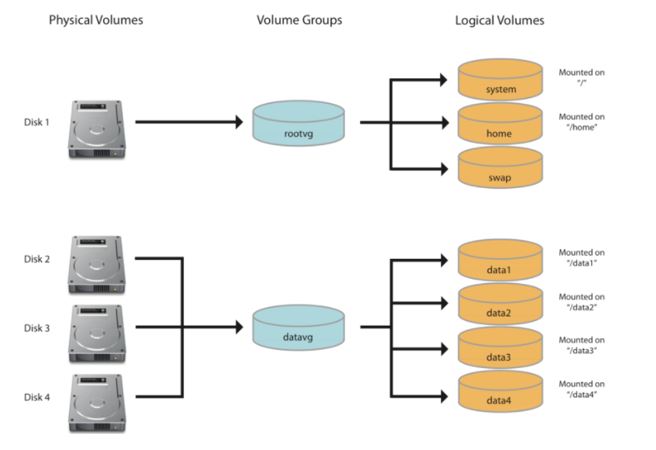 Physical Volumes
Volume Groups
Logical Volumes
Disk 1
rootvg
system
Mounted on
"/"
home
Mounted on
"/home"
swap
Disk 2
Disk 3
Disk 4
datavg
data1
Mounted on
"/data1"
data2
Mounted on
"/data2"
data3
Mounted on
"/data3"
data4
Mounted on
"/data4"